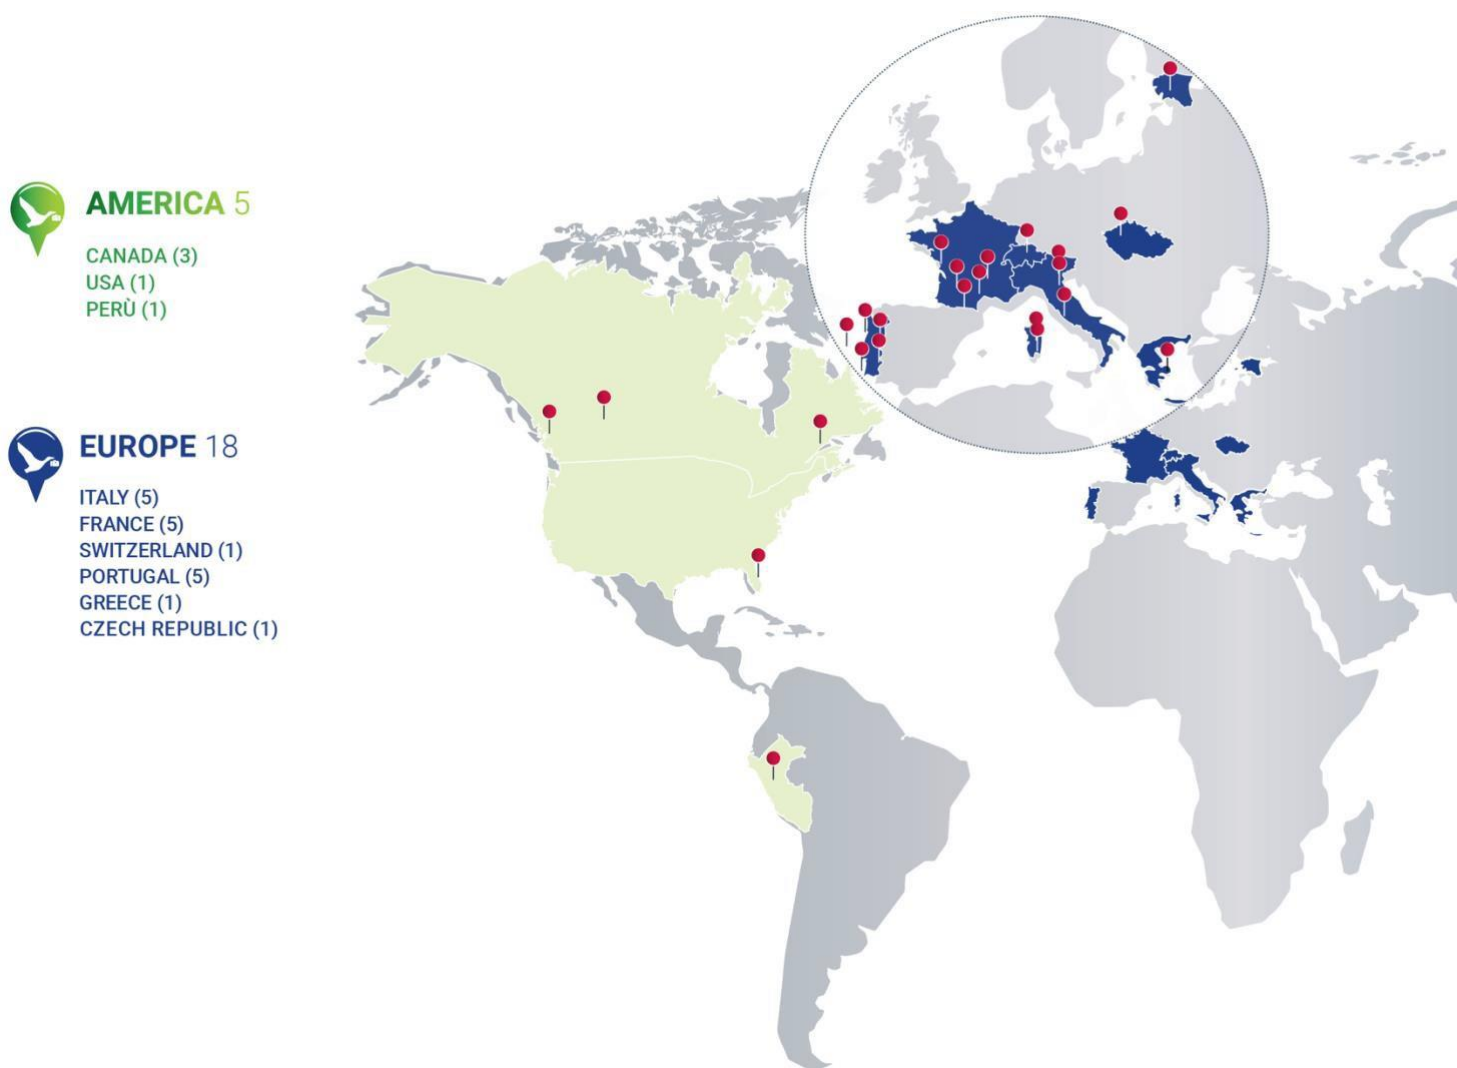 AMERICA 5
CANADA (3)
USA (1)
PERÙ (1)
EUROPE 18
ITALY (5)
FRANCE (5)
SWITZERLAND (1)
PORTUGAL (5)
GREECE (1)
CZECH REPUBLIC (1)